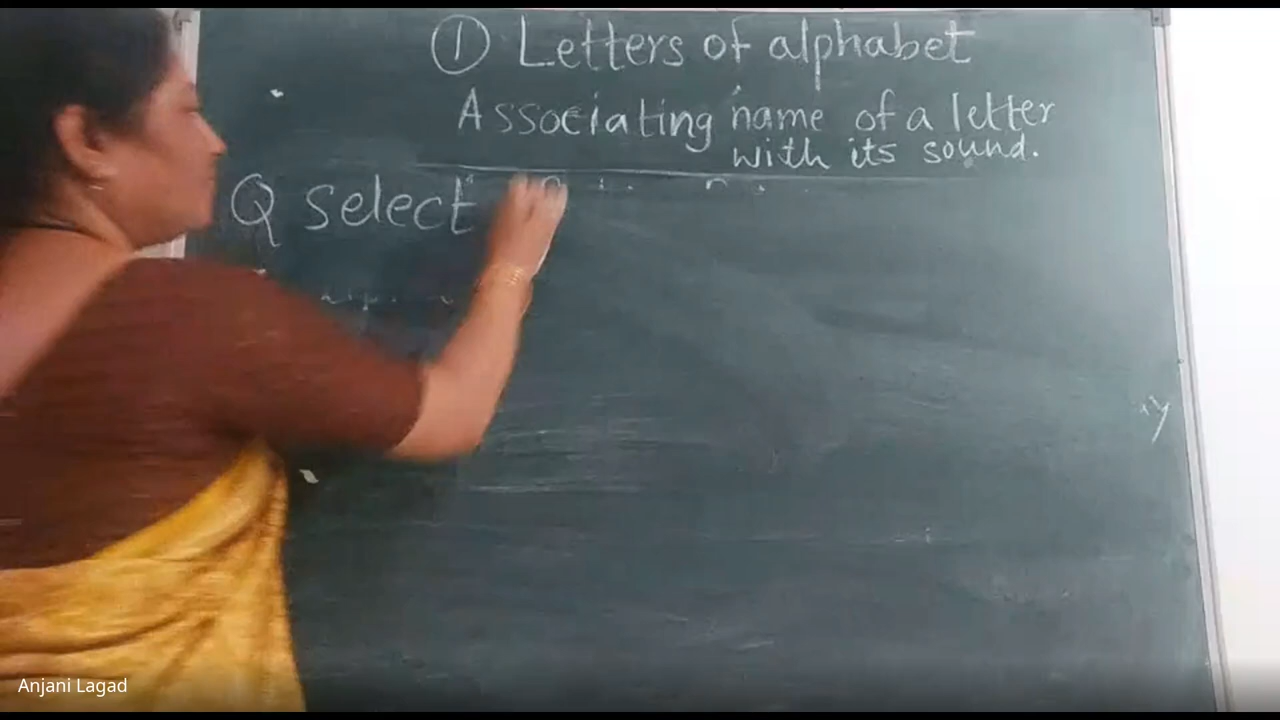 ① Letters of alphabet
Associating name of a letter
with its sound.
Q select
Anjani Lagad